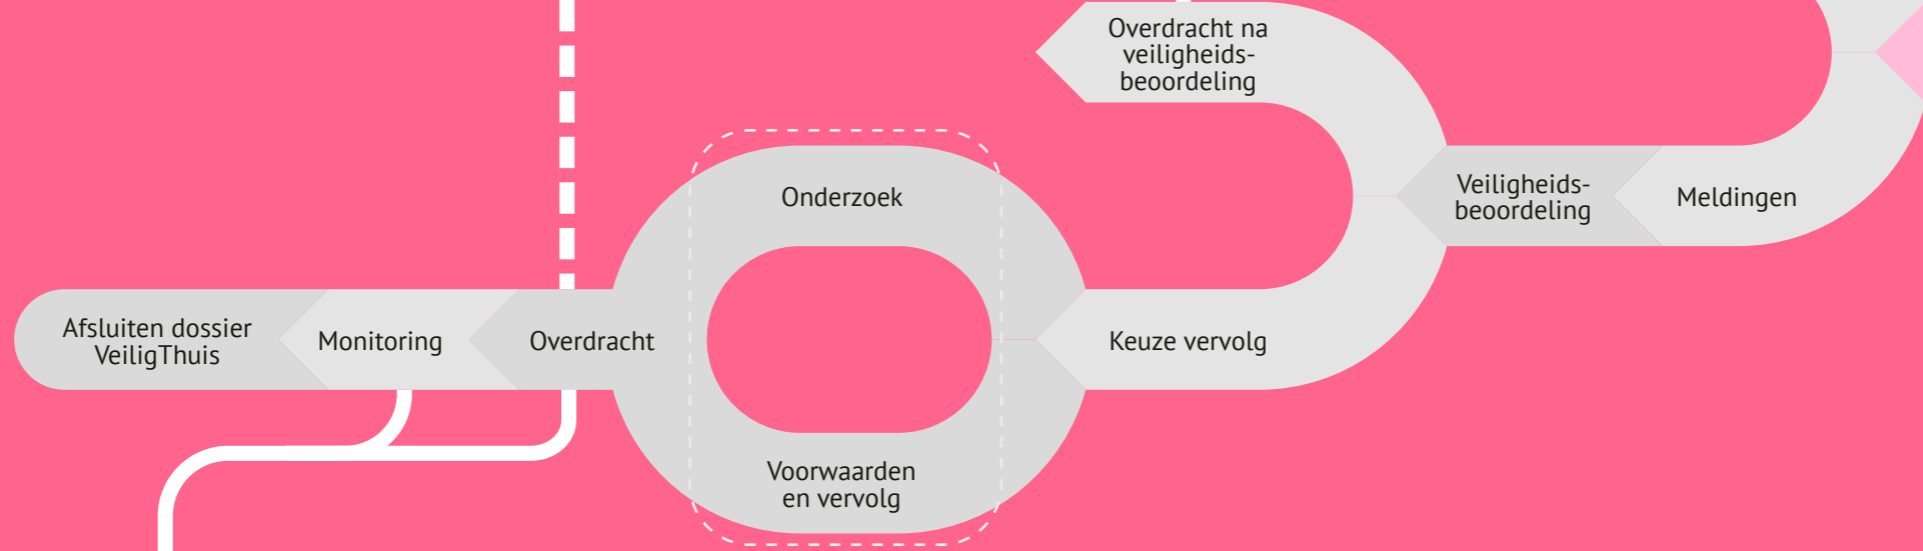 Overdracht na
veiligheids-
beoordeling
Onderzoek
Veiligheids-
beoordeling
Meldingen
Afsluiten dossier
VeiligThuis
Monitoring
Overdracht
Keuze vervolg
Voorwaarden
en vervolg